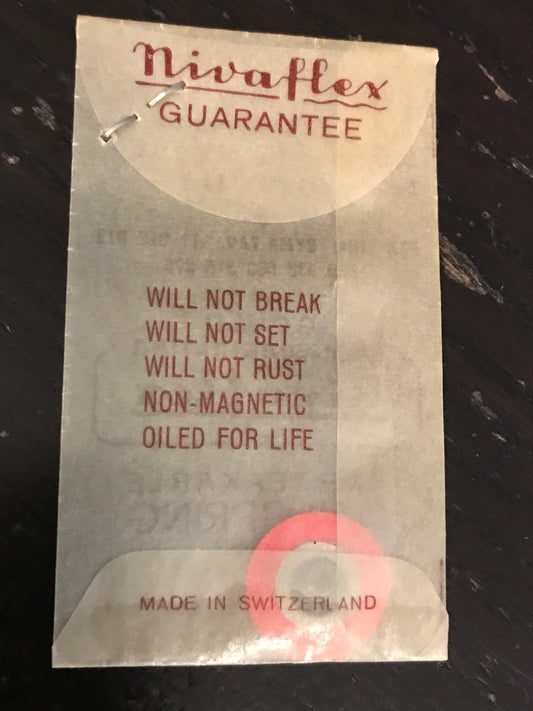 Nivaflex
GUARANTEE
WILL NOT BREAK
WILL NOT SET
WILL NOT RUST
NON-MAGNETIC
OILED FOR LIFE
MADE IN SWITZERLAND